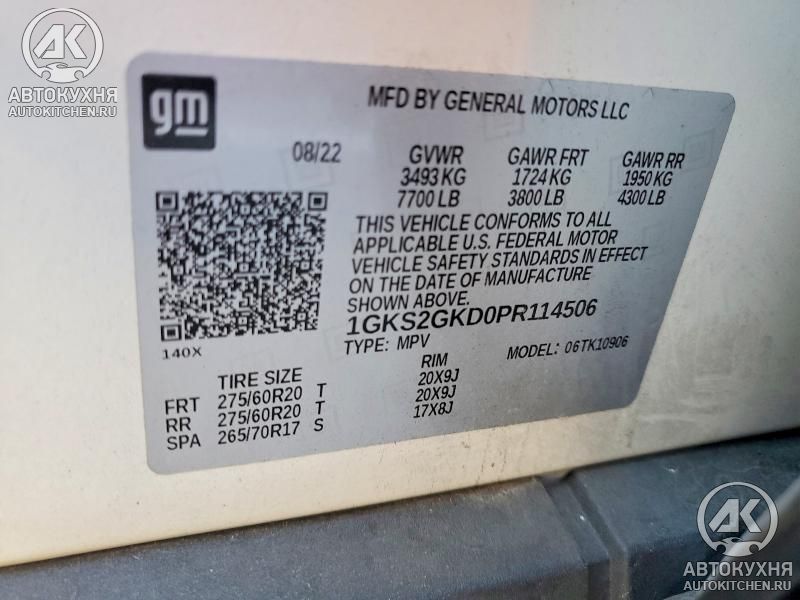 AK
АВТОКУХНЯ
AUTOKITCHEN.RU
gm
MFD BY GENERAL MOTORS LLC
08/22 GVWR GAWR FRT GAWR RR
3493 KG 1724 KG 1950 KG
7700 LB 3800 LB 4300 LB
THIS VEHICLE CONFORMS TO ALL
APPLICABLE U.S. FEDERAL MOTOR
VEHICLE SAFETY STANDARDS IN EFFECT
ON THE DATE OF MANUFACTURE
SHOWN ABOVE.
1GKS2GKD0PR114506
140X
TYPE: MPV MODEL: 06TK10906
TIRE SIZE RIM
FRT 275/60R20 T 20X9J
RR 275/60R20 T 20X9J
SPA 265/70R17 S 17X8J
AK
АВТОКУХНЯ
AUTOKITCHEN.RU